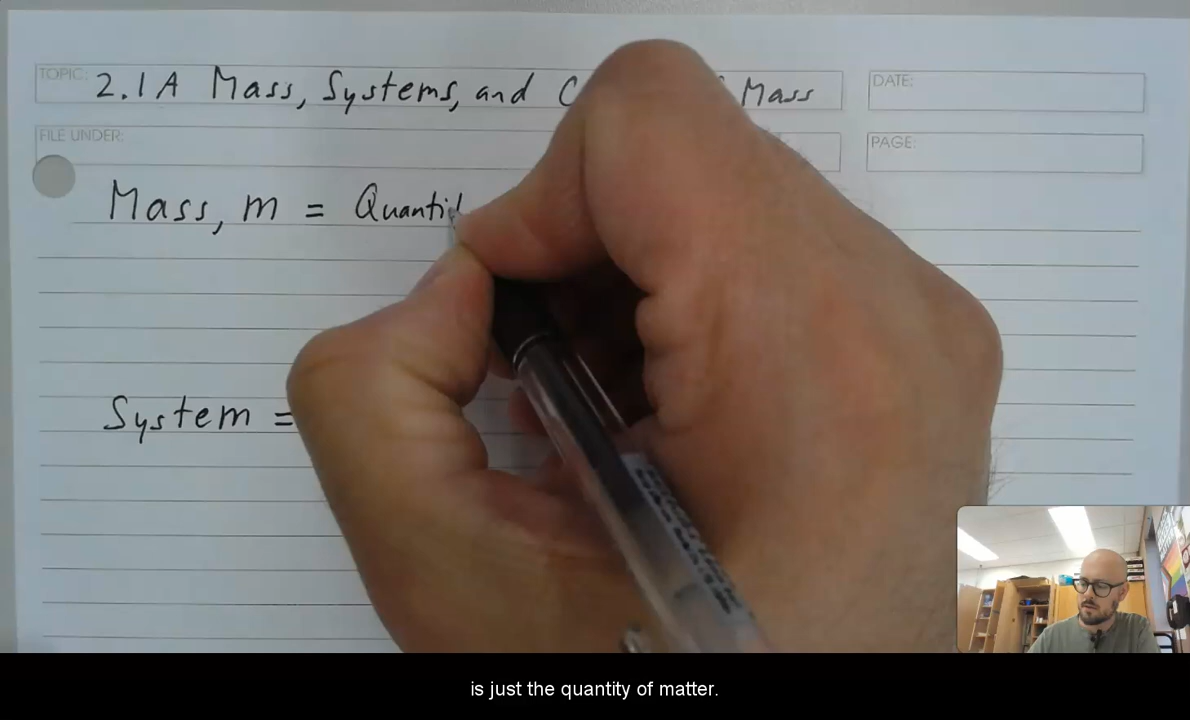 TOPIC: 2.1A Mass, Systems, and Mass
DATE:
FILE UNDER:
PAGE:
Mass, m =
System =
is just the quantity of matter.